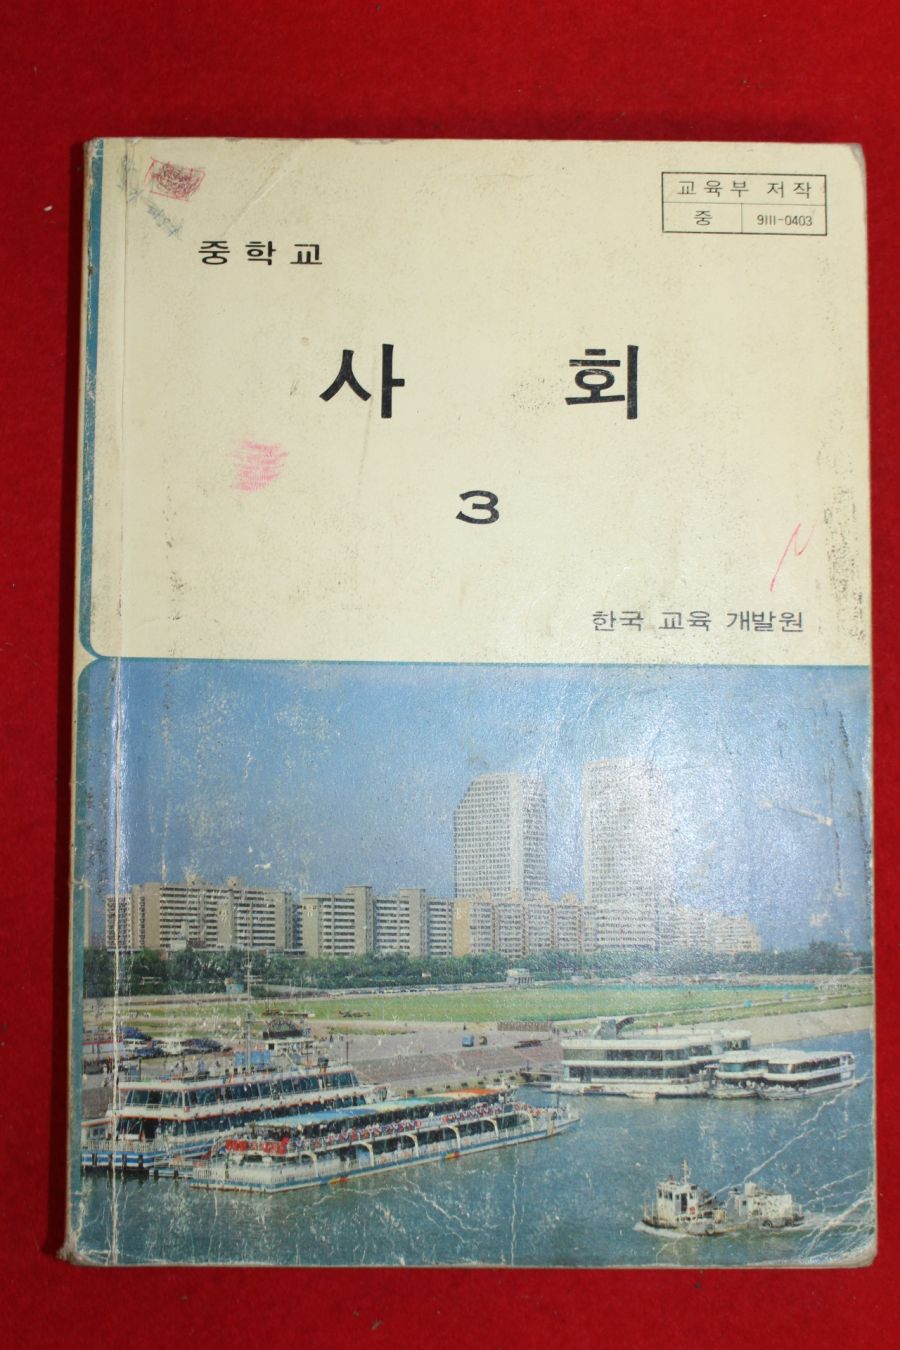 교육부 저작
중 9III-0403
중학교
사 회
3
한국 교육 개발원